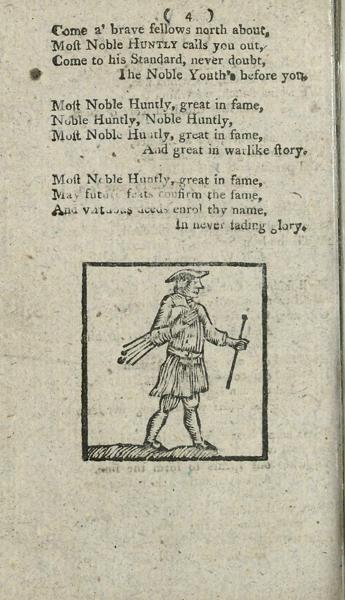 ( 4 )
Come a' brave fellows north about,
Moſt Noble HUNTLY calls you out,
Come to his Standard, never doubt,
The Noble Youth's before you.
Moſt Noble Huntly, great in fame,
Noble Huntly, Noble Huntly,
Moſt Noble Huntly, great in fame,
And great in warlike ſtory.
Moſt Noble Huntly, great in fame,
May future feats confirm the ſame,
And virtuous deeds enrol thy name,
In never fading glory.